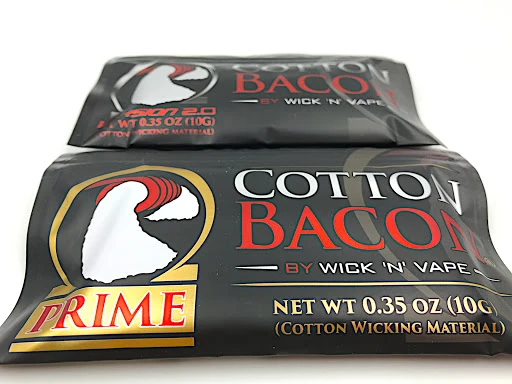 COTTON
BACON
BY WICK 'N' VAPE
VERSION 2.0
NET WT 0.35 OZ (10G)
(COTTON WICKING MATERIAL)
COTTON
BACON
BY WICK 'N' VAPE
PRIME
NET WT 0.35 OZ (10G
(COTTON WICKING MATERIAL)